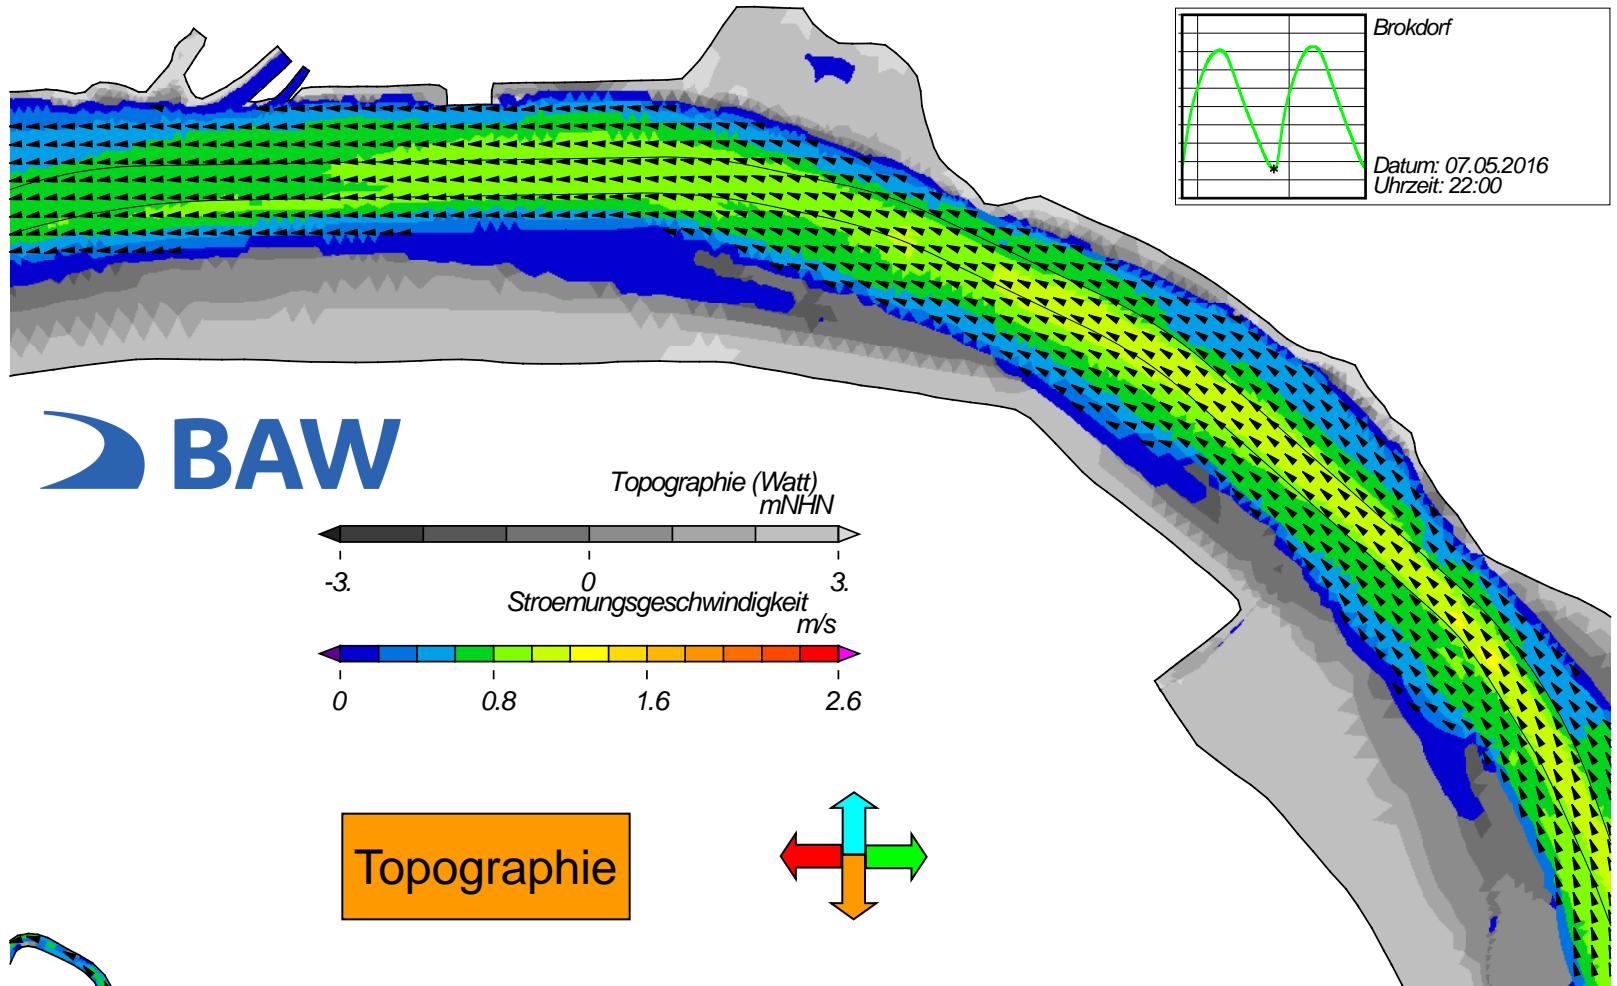 Brokdorf
Datum: 07.05.2016
Uhrzeit: 22:00
BAW
Topographie (Watt)
mNHN
-3. 0 3.
Stroemungsgeschwindigkeit
m/s
0 0.8 1.6 2.6
Topographie